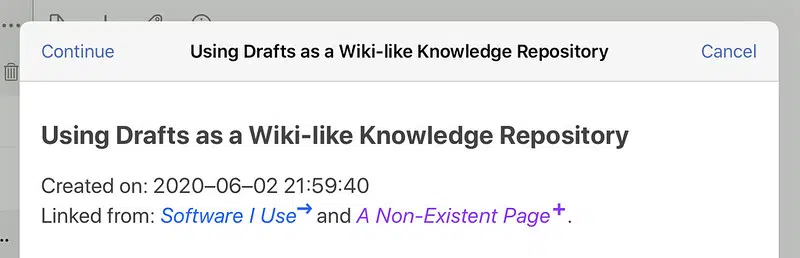 Continue Using Drafts as a Wiki-like Knowledge Repository Cancel
Using Drafts as a Wiki-like Knowledge Repository
Created on: 2020–06–02 21:59:40
Linked from: Software I Use→ and A Non-Existent Page+.